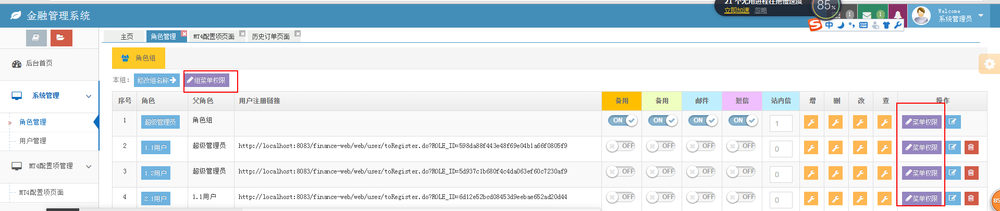 21 个无用进程在拖慢速度
立即加速 忽略
85%
金融管理系统
1
1
Welcome
系统管理员
中
主页
角色管理
MT4配置项页面
历史订单页面
后台首页
系统管理
角色管理
用户管理
MT4配置项管理
MT4配置项页面
角色组
本组： 修改组名称 组菜单权限
序号 角色 父角色 用户注册链接 备用 备用 邮件 短信 站内信 增 删 改 查 操作
1 超级管理员 角色组 ON ON ON ON 1 菜单权限
2 1.1用户 超级管理员 http://localhost:8083/finance-web/web/user/toRegister.do?ROLE_ID=598da88f443e48f69e04b1a66f0805f9 OFF OFF OFF OFF 0 菜单权限
3 1.2用户 超级管理员 http://localhost:8083/finance-web/web/user/toRegister.do?ROLE_ID=5d937c1b680f4c4da063ef60c7230af9 OFF OFF OFF OFF 0 菜单权限
4 2.1用户 1.1用户 http://localhost:8083/finance-web/web/user/toRegister.do?ROLE_ID=6d12e52bcd08453d9eebae652ad20d44 OFF OFF OFF OFF 0 菜单权限
85